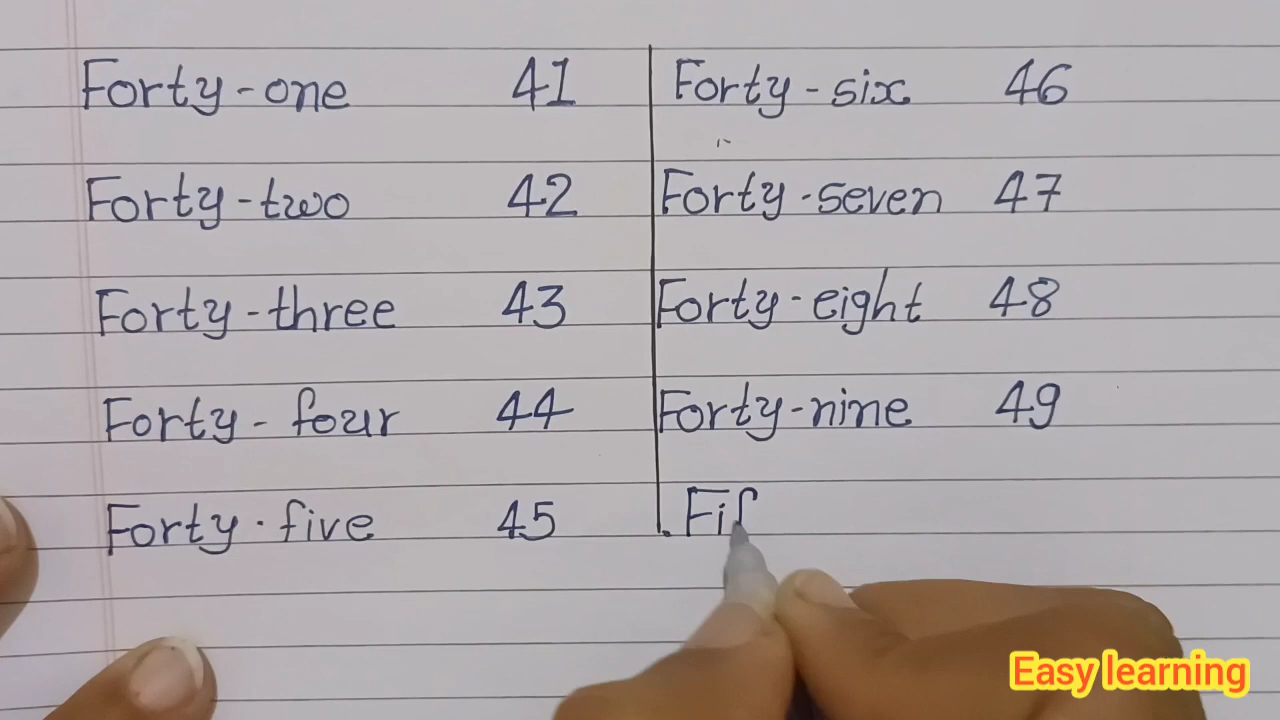 Forty-one 41
Forty-two 42
Forty-three 43
Forty-four 44
Forty-five 45
Forty-six 46
Forty-seven 47
Forty-eight 48
Forty-nine 49
Fif
Easy learning